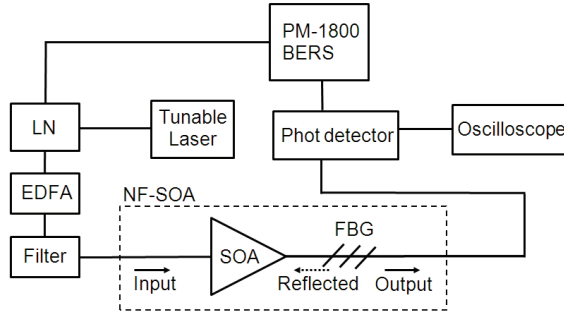 PM-1800
BERS
LN
Tunable
Laser
Phot detector
Oscilloscope
EDFA
NF-SOA
Filter
SOA
FBG
Input
Reflected
Output